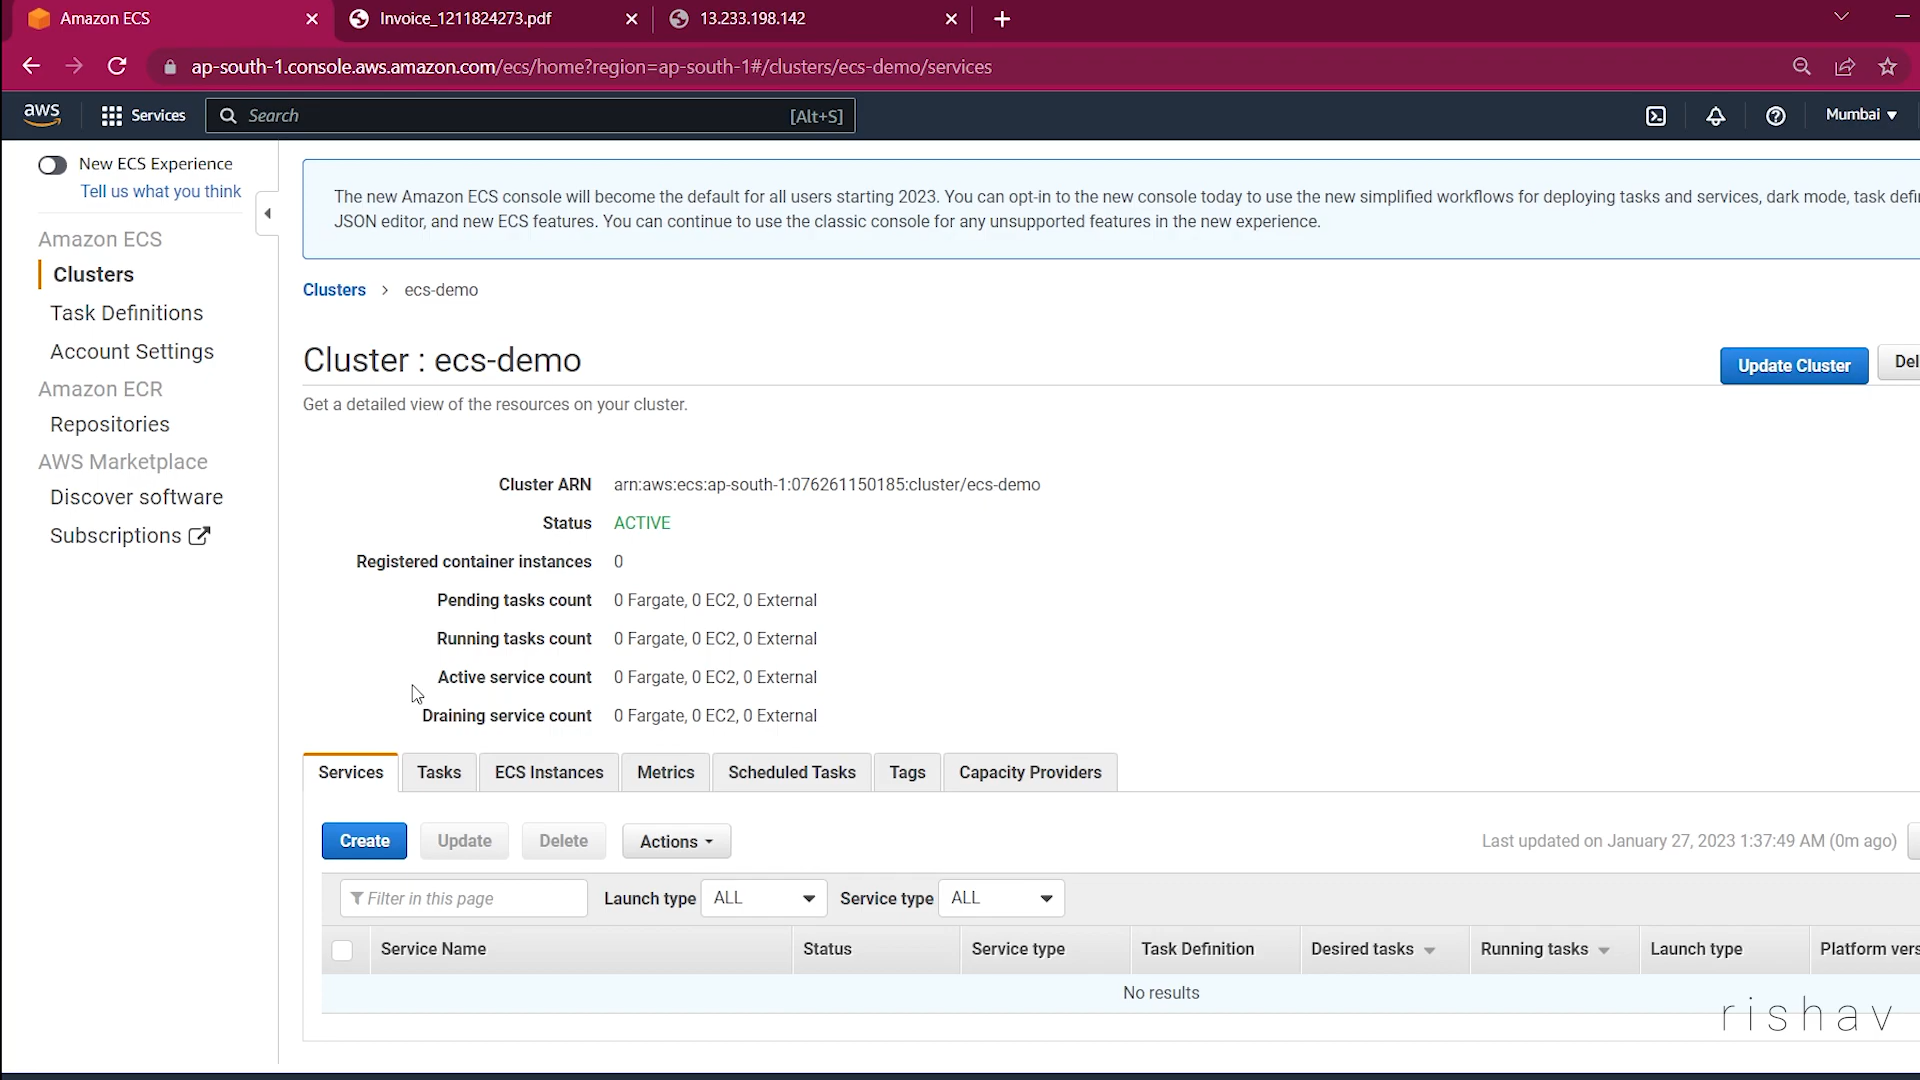 Amazon ECS
Invoice_1211824273.pdf
13.233.198.142
ap-south-1.console.aws.amazon.com/ecs/home?region=ap-south-1#/clusters/ecs-demo/services
aws
Services
Search
[Alt+S]
Mumbai
New ECS Experience
Tell us what you think
Amazon ECS
Clusters
Task Definitions
Account Settings
Amazon ECR
Repositories
AWS Marketplace
Discover software
Subscriptions
The new Amazon ECS console will become the default for all users starting 2023. You can opt-in to the new console today to use the new simplified workflows for deploying tasks and services, dark mode, task defi
JSON editor, and new ECS features. You can continue to use the classic console for any unsupported features in the new experience.
Clusters > ecs-demo
Cluster : ecs-demo
Update Cluster
Del
Get a detailed view of the resources on your cluster.
Cluster ARN arn:aws:ecs:ap-south-1:076261150185:cluster/ecs-demo
Status ACTIVE
Registered container instances 0
Pending tasks count 0 Fargate, 0 EC2, 0 External
Running tasks count 0 Fargate, 0 EC2, 0 External
Active service count 0 Fargate, 0 EC2, 0 External
Draining service count 0 Fargate, 0 EC2, 0 External
Services Tasks ECS Instances Metrics Scheduled Tasks Tags Capacity Providers
Create Update Delete Actions
Last updated on January 27, 2023 1:37:49 AM (0m ago)
Filter in this page Launch type ALL Service type ALL
Service Name Status Service type Task Definition Desired tasks Running tasks Launch type Platform vers
No results
rishav